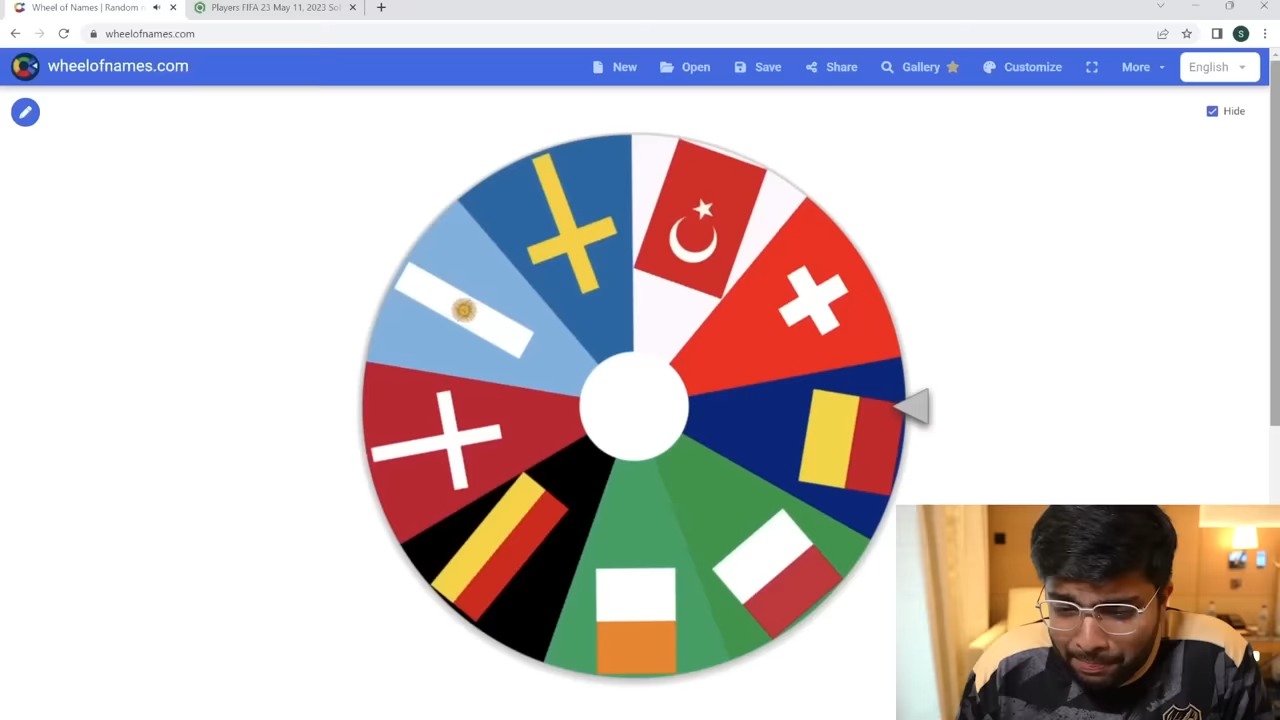 Wheel of Names | Random n
Players FIFA 23 May 11, 2023 SoF
wheelofnames.com
wheelofnames.com
New
Open
Save
Share
Gallery
Customize
More
English
Hide
S